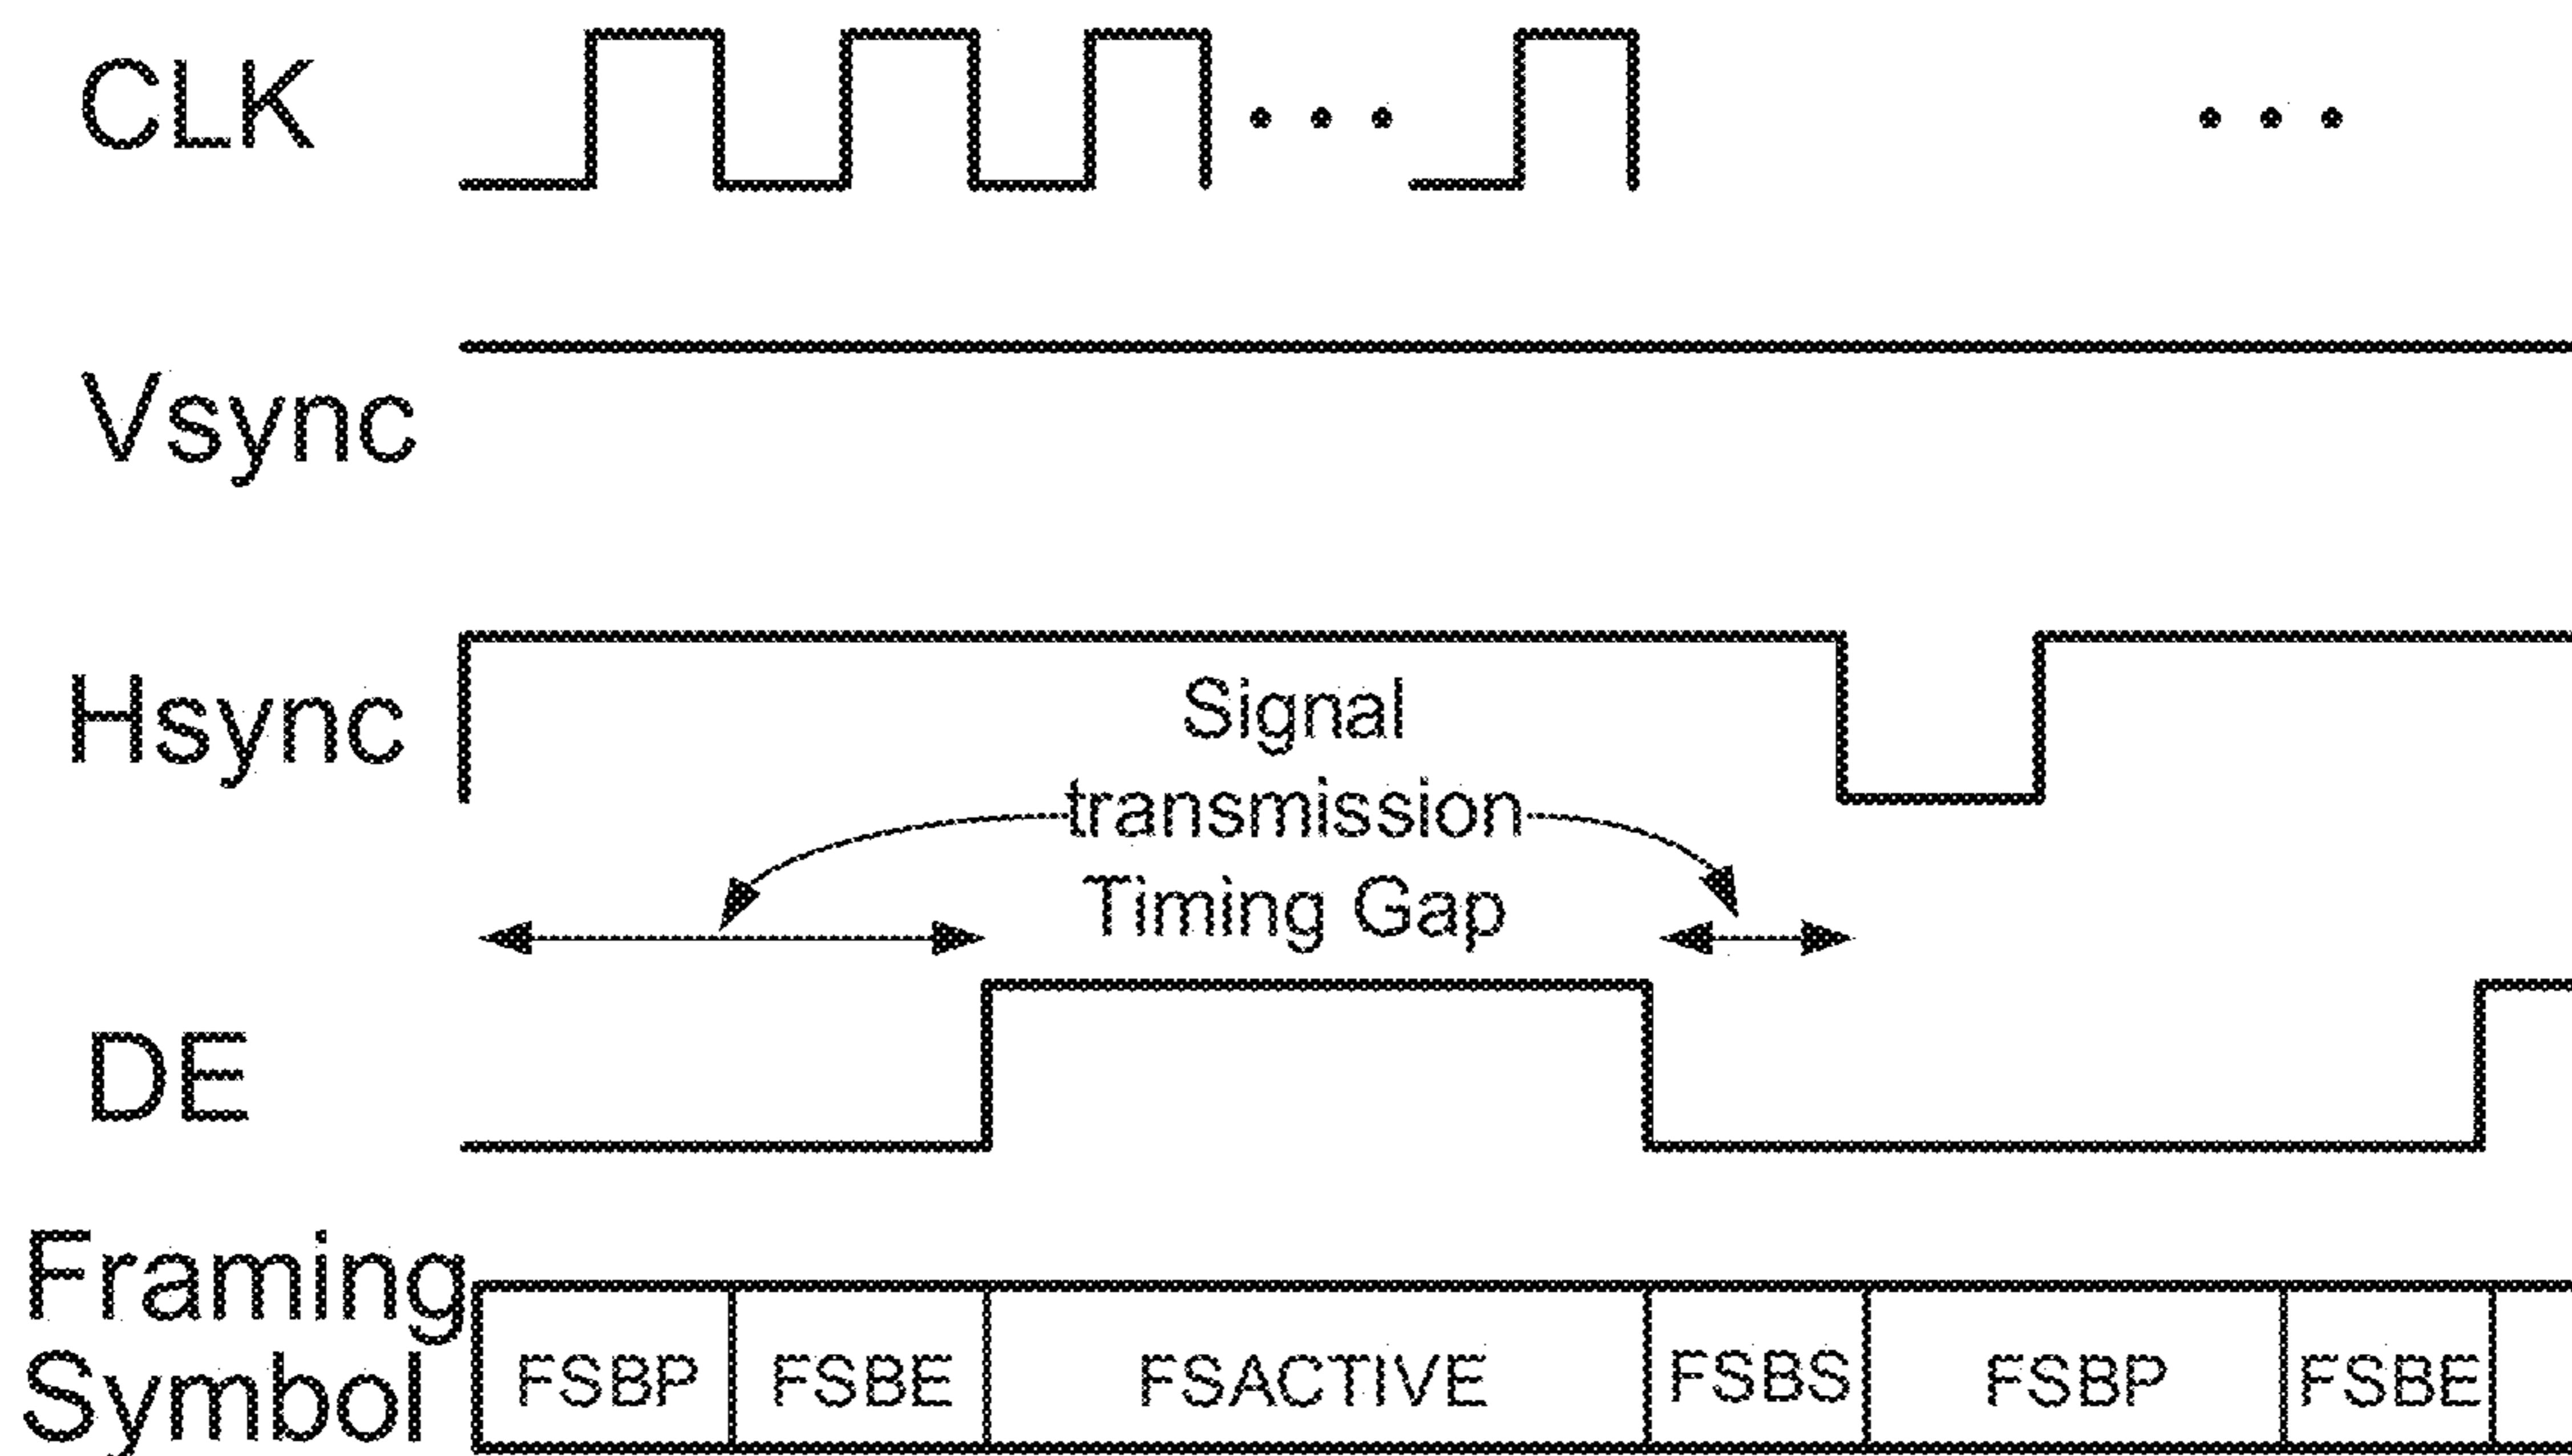 CLK
Vsync
Hsync
Signal
transmission
Timing Gap
DE
Framing
Symbol
FSBP FSBE FSACTIVE FSBS FSBP FSBE